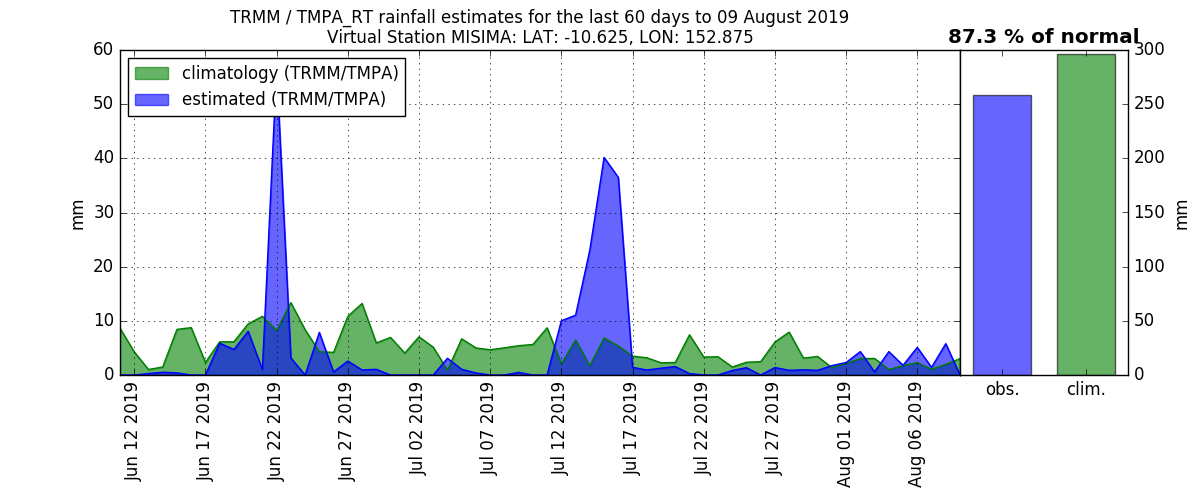 TRMM / TMPA_RT rainfall estimates for the last 60 days to 09 August 2019
Virtual Station MISIMA: LAT: -10.625, LON: 152.875
87.3 % of normal
climatology (TRMM/TMPA)
estimated (TRMM/TMPA)
60
50
40
30
20
10
0
mm
300
250
200
150
100
50
0
mm
Jun 12 2019
Jun 17 2019
Jun 22 2019
Jun 27 2019
Jul 02 2019
Jul 07 2019
Jul 12 2019
Jul 17 2019
Jul 22 2019
Jul 27 2019
Aug 01 2019
Aug 06 2019
obs.
clim.